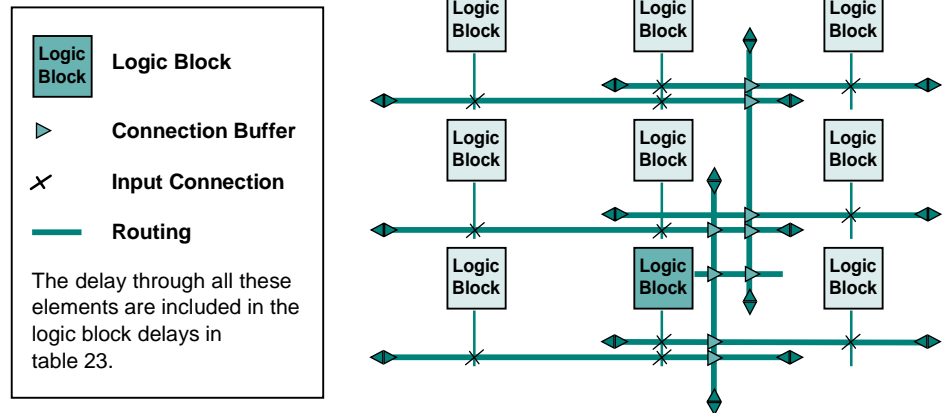 Logic
Block
Logic Block
Connection Buffer
Input Connection
Routing
The delay through all these
elements are included in the
logic block delays in
table 23.
Logic
Block
Logic
Block
Logic
Block
Logic
Block
Logic
Block
Logic
Block
Logic
Block
Logic
Block
Logic
Block